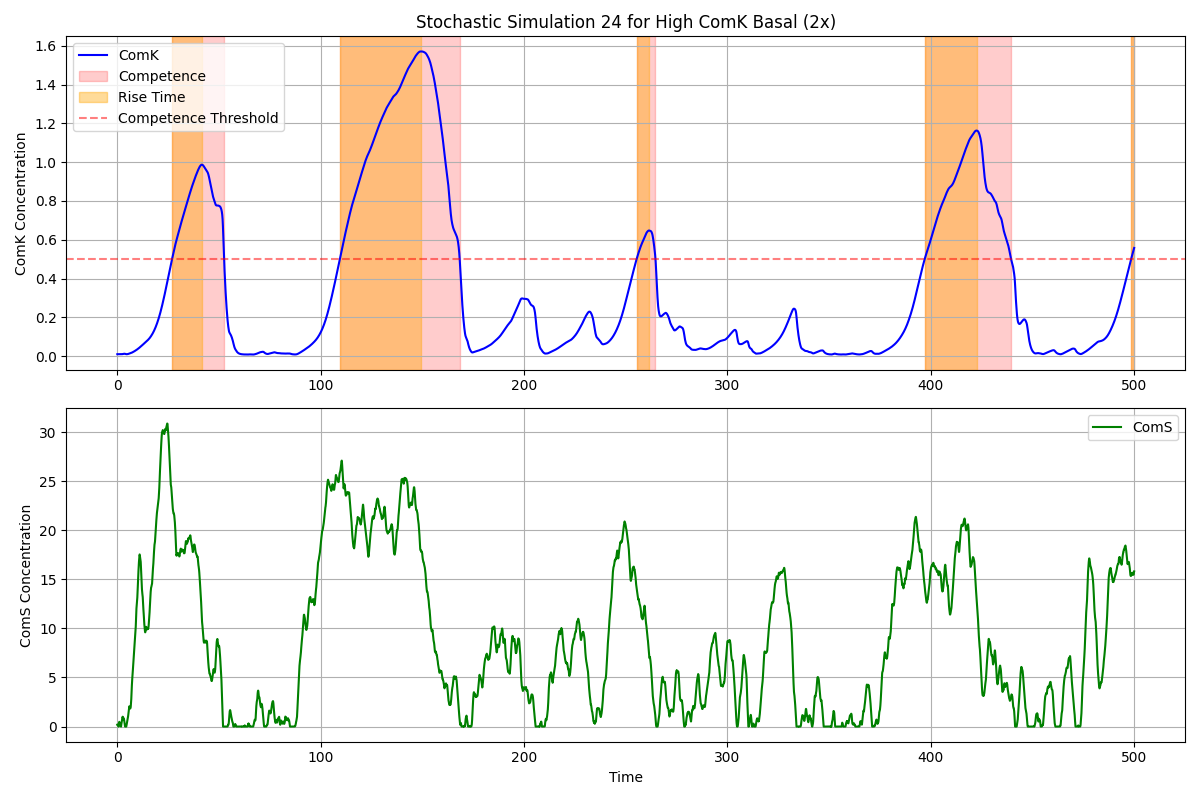 Stochastic Simulation 24 for High ComK Basal (2x)
ComK Concentration
1.6
1.4
1.2
1.0
0.8
0.6
0.4
0.2
0.0
ComK
Competence
Rise Time
Competence Threshold
0 100 200 300 400 500
ComS Concentration
30
25
20
15
10
5
0
ComS
0 100 200 300 400 500
Time